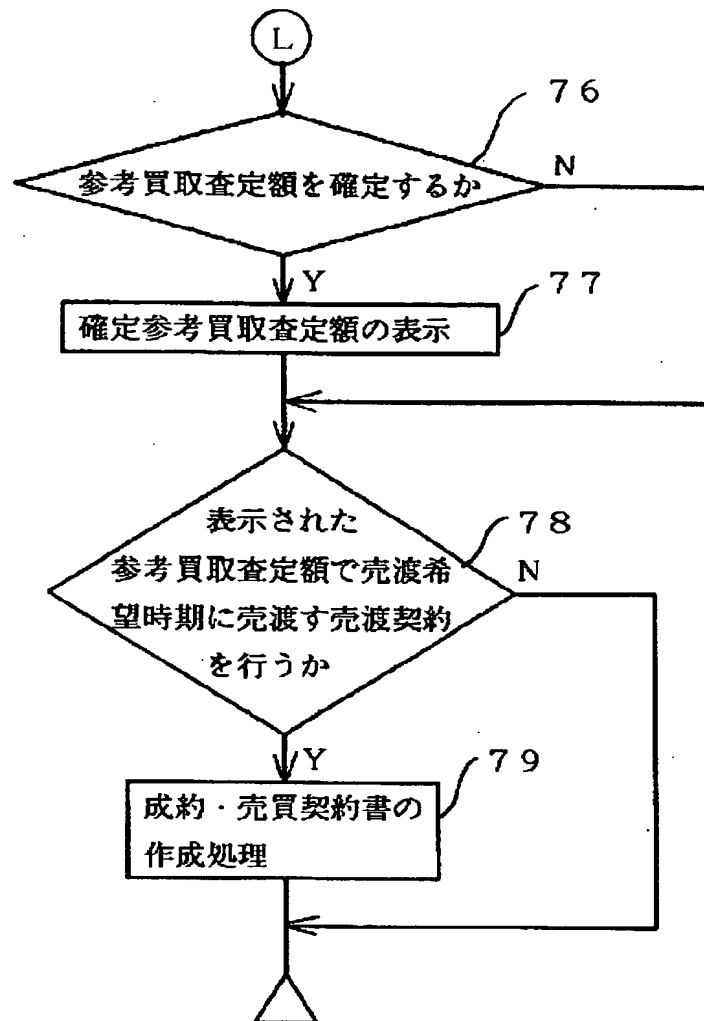 L
76
参考買取査定額を確定するか
N
Y
77
確定参考買取査定額の表示
78
表示された
参考買取査定額で売渡希
望時期に売渡す売渡契約
を行うか
N
Y
79
成約・売買契約書の
作成処理